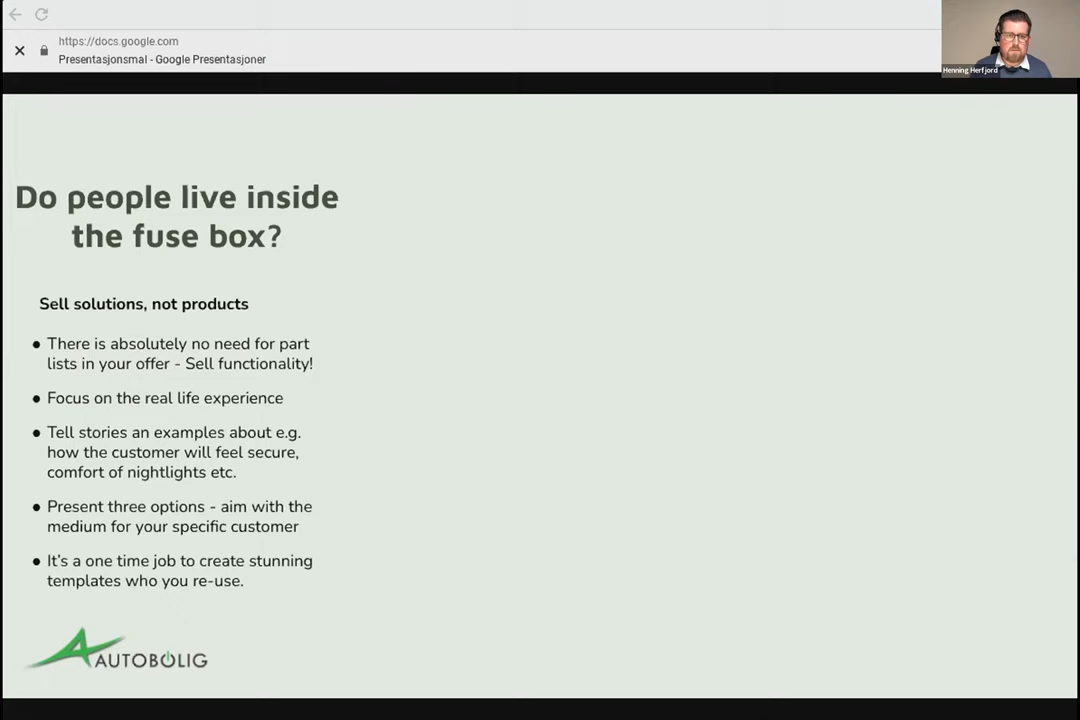 https://docs.google.com
Presentasjonsmal - Google Presentasjoner
Henning Herfjord
Do people live inside
the fuse box?
Sell solutions, not products
● There is absolutely no need for part
lists in your offer - Sell functionality!
● Focus on the real life experience
● Tell stories an examples about e.g.
how the customer will feel secure,
comfort of nightlights etc.
● Present three options - aim with the
medium for your specific customer
● It's a one time job to create stunning
templates who you re-use.
AUTOBOLIG